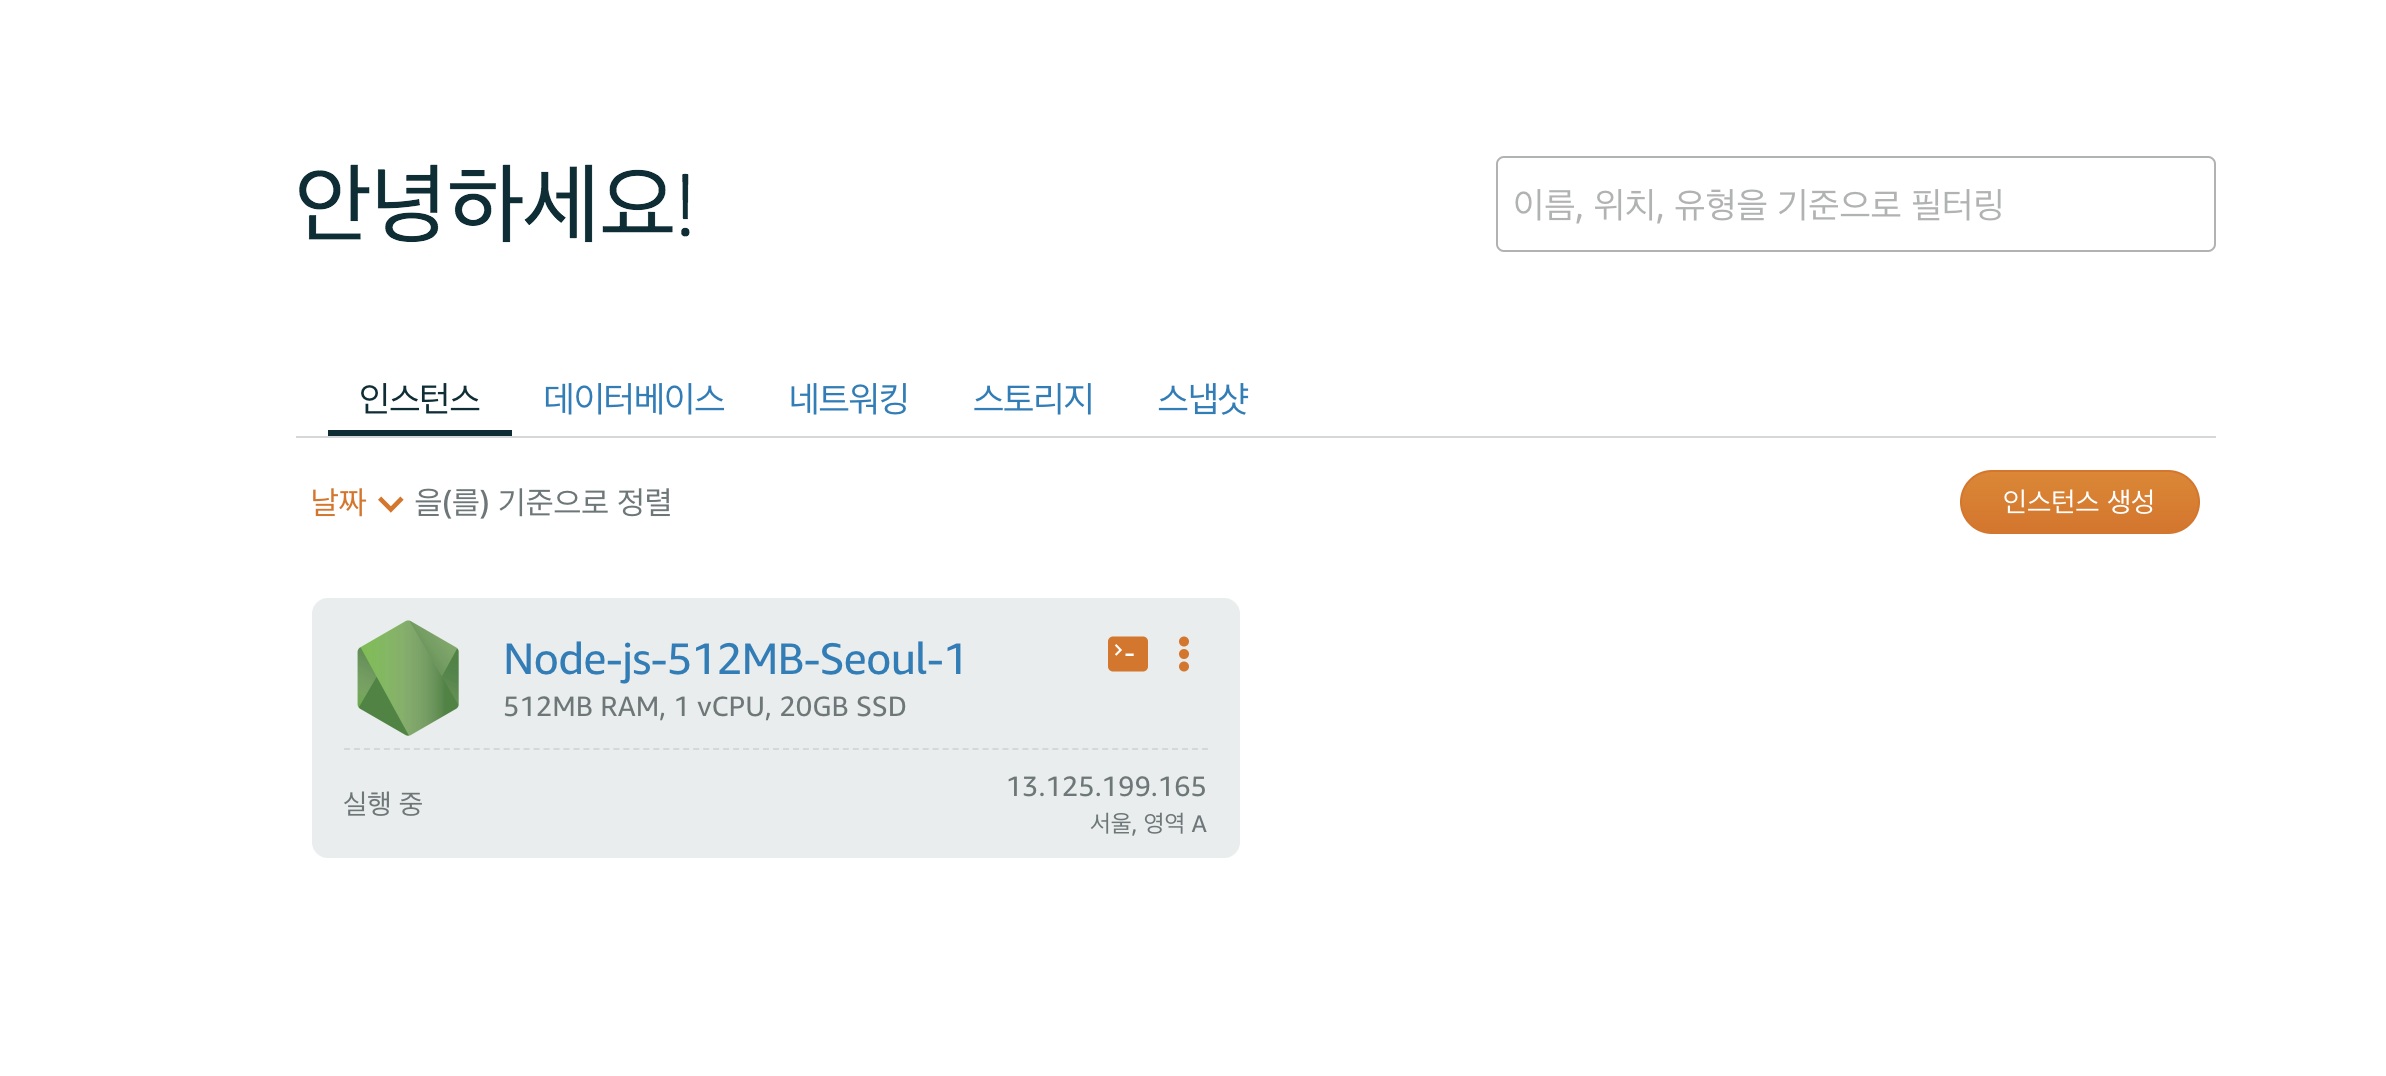 안녕하세요!
이름, 위치, 유형을 기준으로 필터링
인스턴스 데이터베이스 네트워킹 스토리지 스냅샷
날짜 을(를) 기준으로 정렬
인스턴스 생성
Node-js-512MB-Seoul-1
512MB RAM, 1 vCPU, 20GB SSD
실행 중
13.125.199.165
서울, 영역 A